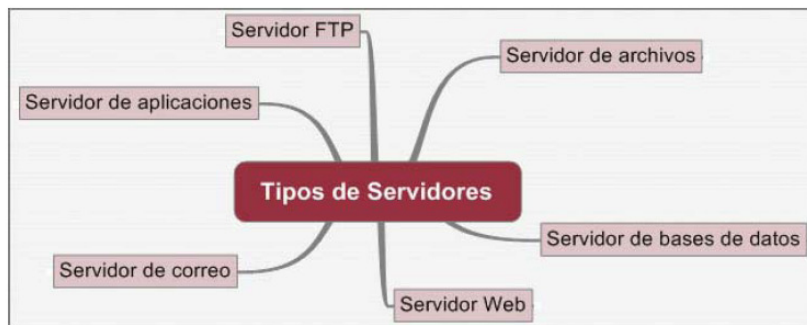 Servidor FTP
Servidor de archivos
Servidor de aplicaciones
Tipos de Servidores
Servidor de bases de datos
Servidor de correo
Servidor Web